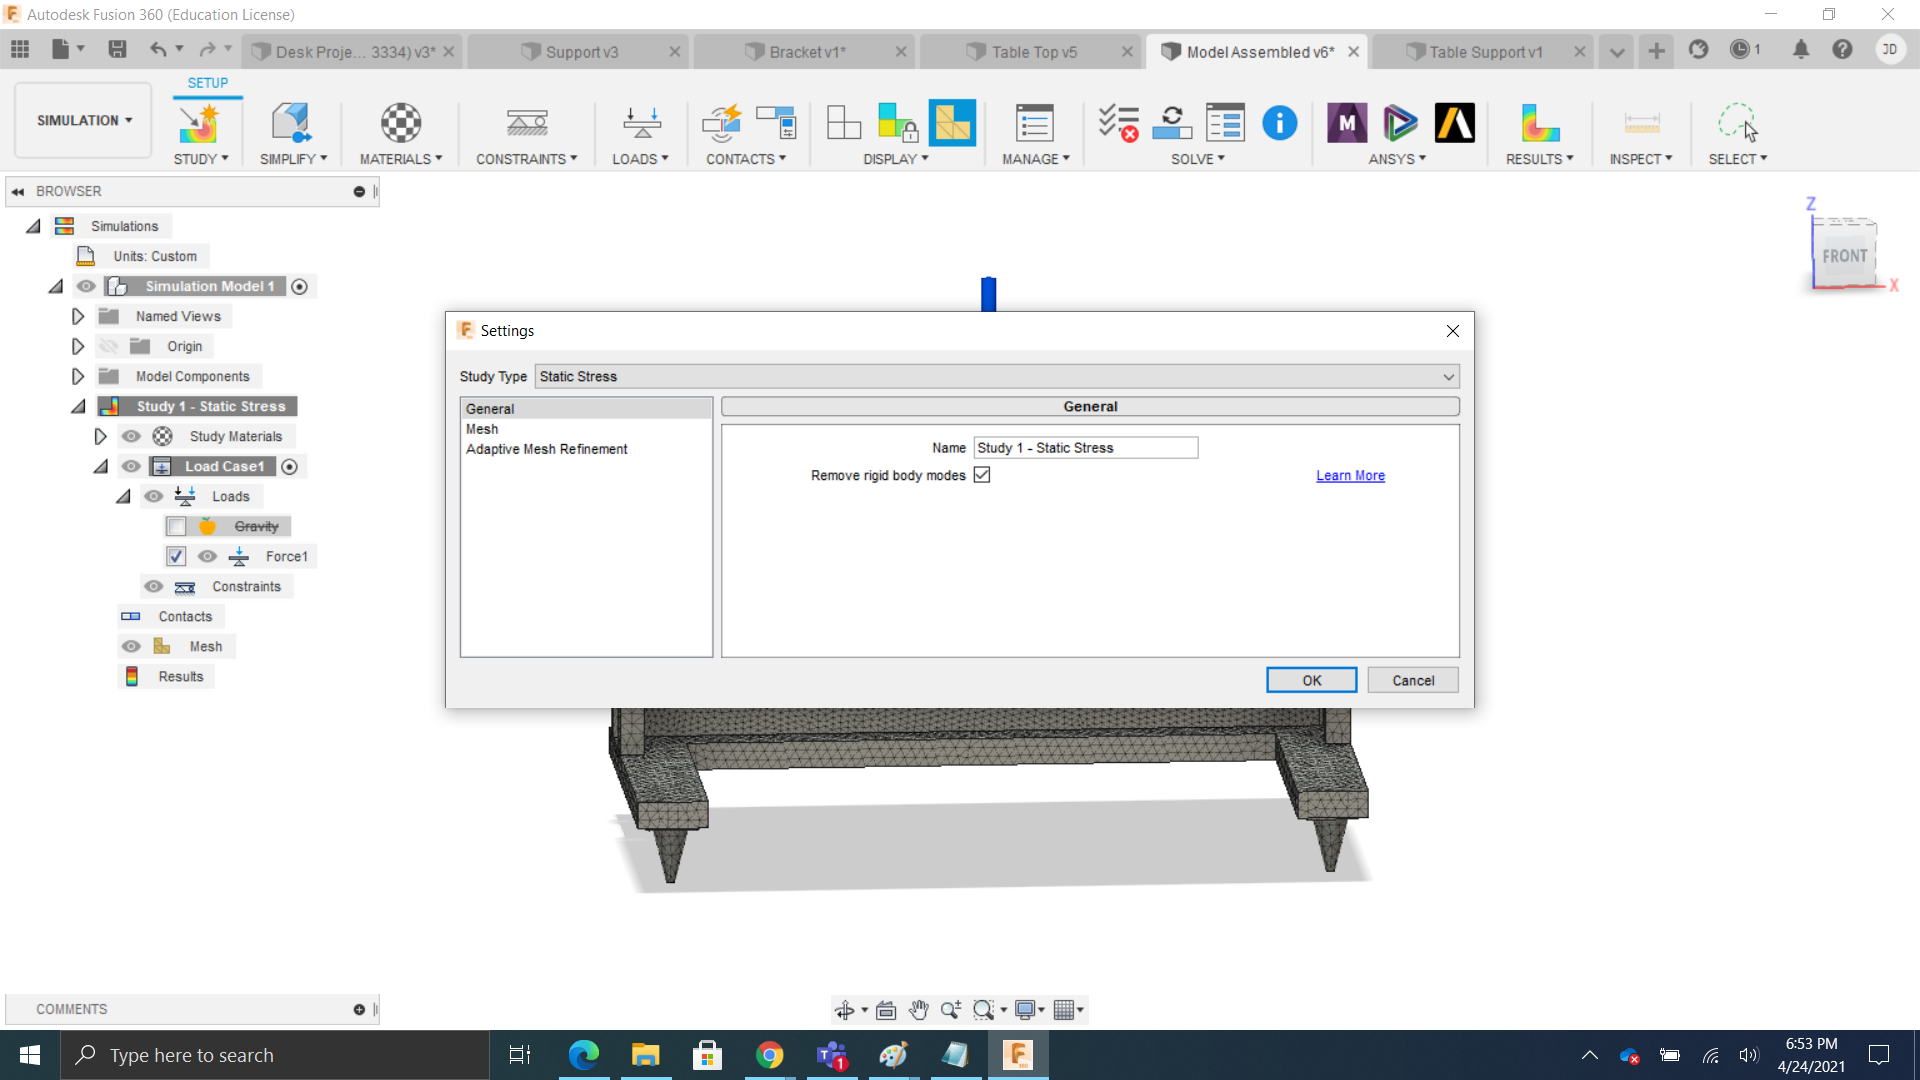 Autodesk Fusion 360 (Education License)
Desk Proje... 3334) v3*
Support v3
Bracket v1*
Table Top v5
Model Assembled v6*
Table Support v1
1
JD
SETUP
SIMULATION
STUDY
SIMPLIFY
MATERIALS
CONSTRAINTS
LOADS
CONTACTS
DISPLAY
MANAGE
SOLVE
M
ANSYS
RESULTS
INSPECT
SELECT
BROWSER
Simulations
Units: Custom
Simulation Model 1
Named Views
Origin
Model Components
Study 1 - Static Stress
Study Materials
Load Case1
Loads
Gravity
Force1
Constraints
Contacts
Mesh
Results
Z
FRONT
X
Settings
Study Type
Static Stress
General
Mesh
Adaptive Mesh Refinement
General
Name
Study 1 - Static Stress
Remove rigid body modes
Learn More
OK
Cancel
COMMENTS
Type here to search
1
6:53 PM
4/24/2021